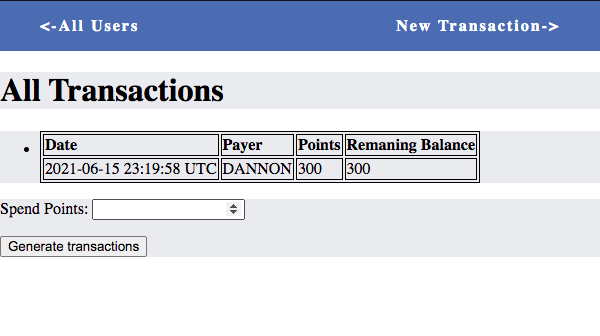 <-All Users New Transaction->
All Transactions
Date Payer Points Remaning Balance
2021-06-15 23:19:58 UTC DANNON 300 300
Spend Points:
Generate transactions